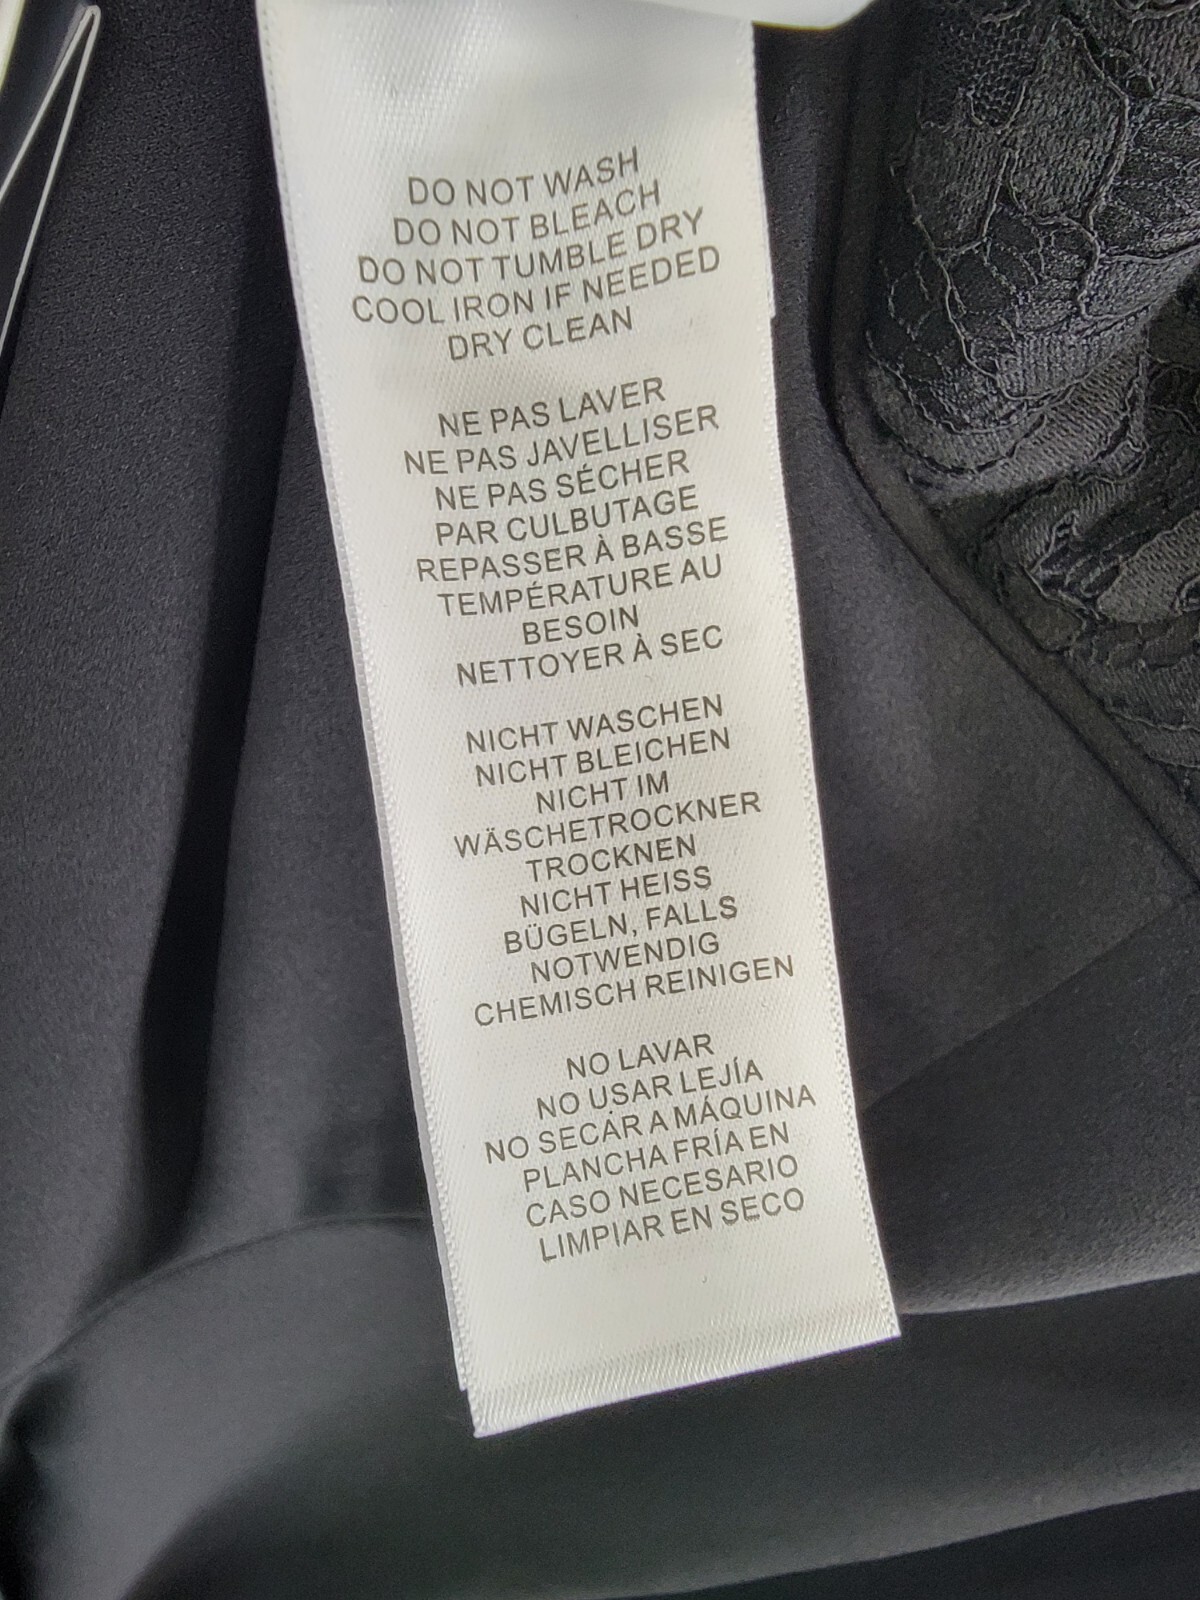 DO NOT WASH
DO NOT BLEACH
DO NOT TUMBLE DRY
COOL IRON IF NEEDED
DRY CLEAN
NE PAS LAVER
NE PAS JAVELLISER
NE PAS SÉCHER
PAR CULBUTAGE
REPASSER À BASSE
TEMPÉRATURE AU
BESOIN
NETTOYER À SEC
NICHT WASCHEN
NICHT BLEICHEN
NICHT IM
WÄSCHETROCKNER
TROCKNEN
NICHT HEISS
BÜGELN, FALLS
NOTWENDIG
CHEMISCH REINIGEN
NO LAVAR
NO USAR LEJÍA
NO SECAR A MÁQUINA
PLANCHA FRÍA EN
CASO NECESARIO
LIMPIAR EN SECO